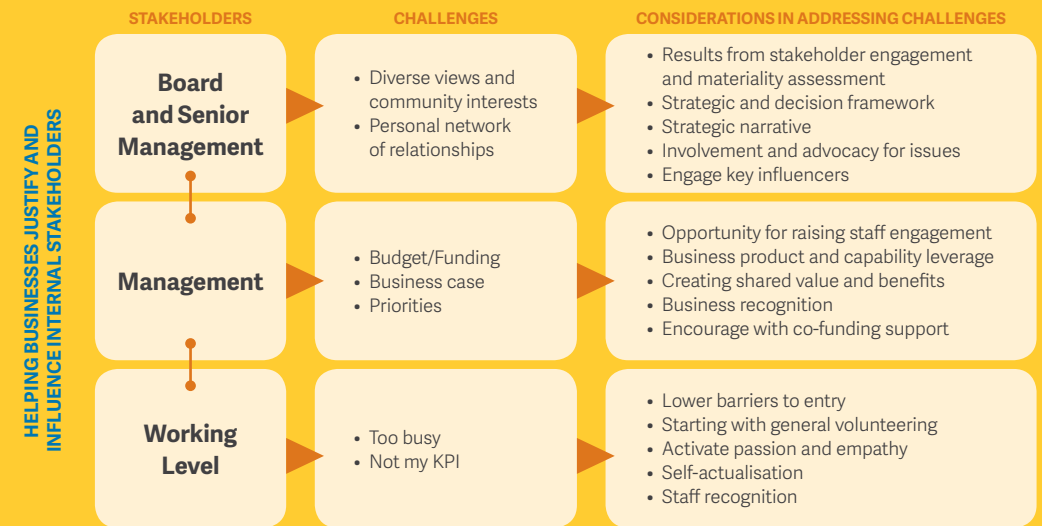 HELPING BUSINESSES JUSTIFY AND
INFLUENCE INTERNAL STAKEHOLDERS
STAKEHOLDERS
CHALLENGES
CONSIDERATIONS IN ADDRESSING CHALLENGES
Board
and Senior
Management
• Diverse views and
community interests
• Personal network
of relationships
• Results from stakeholder engagement
and materiality assessment
• Strategic and decision framework
• Strategic narrative
• Involvement and advocacy for issues
• Engage key influencers
Management
• Budget/Funding
• Business case
• Priorities
• Opportunity for raising staff engagement
• Business product and capability leverage
• Creating shared value and benefits
• Business recognition
• Encourage with co-funding support
Working
Level
• Too busy
• Not my KPI
• Lower barriers to entry
• Starting with general volunteering
• Activate passion and empathy
• Self-actualisation
• Staff recognition